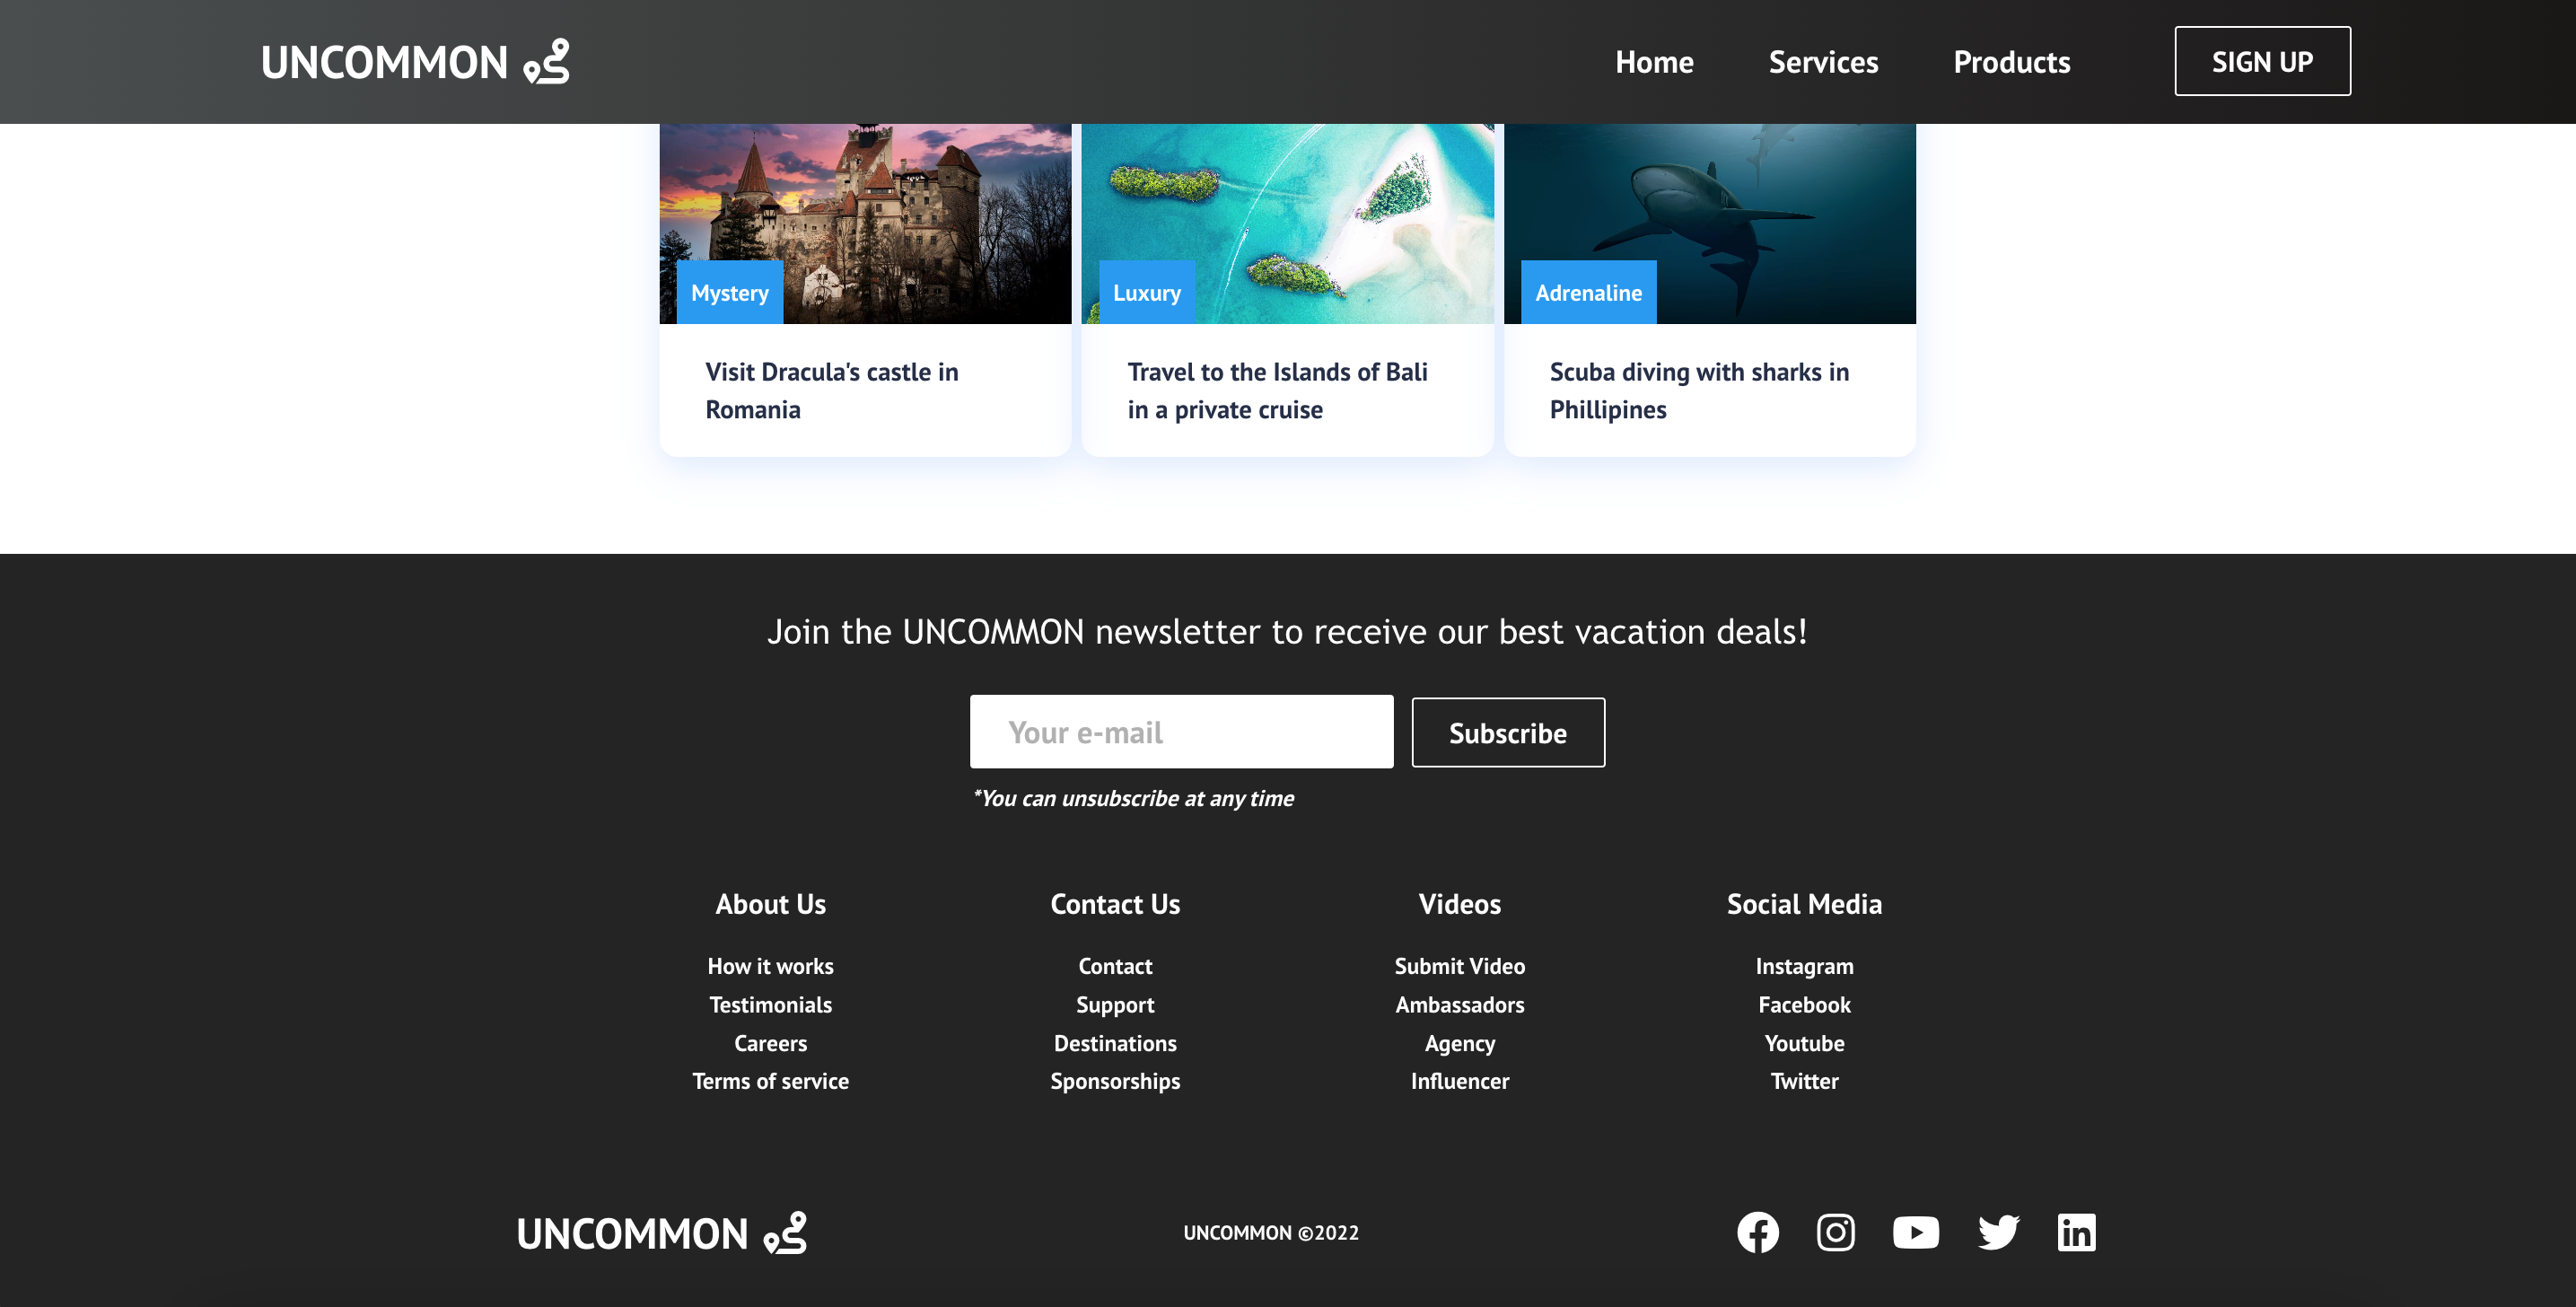 UNCOMMON
Home Services Products SIGN UP
Mystery Luxury Adrenaline
Visit Dracula's castle in
Romania
Travel to the Islands of Bali
in a private cruise
Scuba diving with sharks in
Phillipines
Join the UNCOMMON newsletter to receive our best vacation deals!
Your e-mail Subscribe
*You can unsubscribe at any time
About Us
How it works
Testimonials
Careers
Terms of service
Contact Us
Contact
Support
Destinations
Sponsorships
Videos
Submit Video
Ambassadors
Agency
Influencer
Social Media
Instagram
Facebook
Youtube
Twitter
UNCOMMON
UNCOMMON ©2022